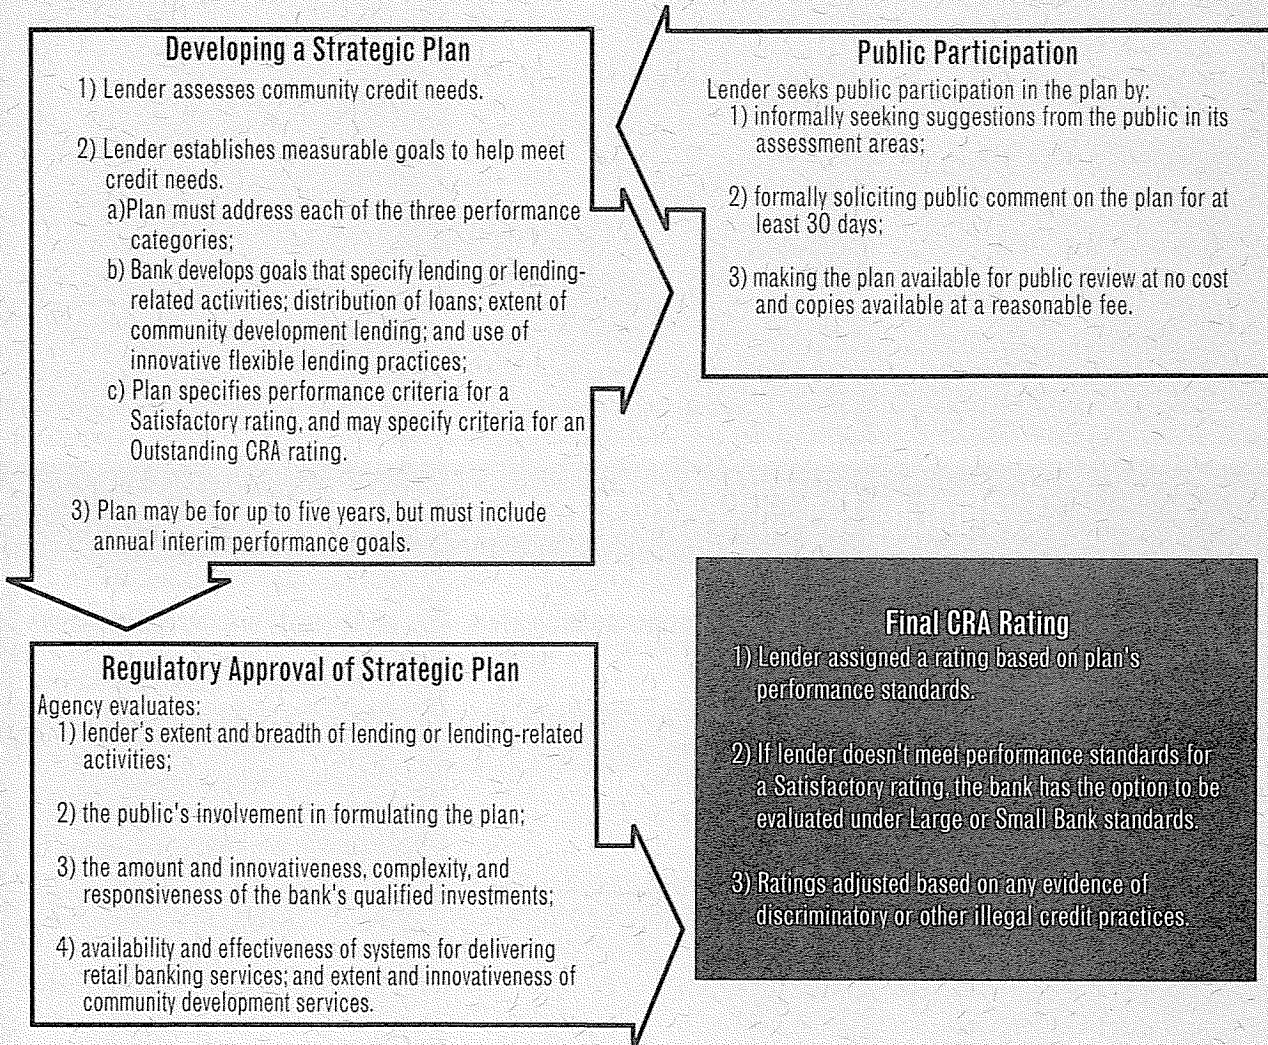 Developing a Strategic Plan
1) Lender assesses community credit needs.
2) Lender establishes measurable goals to help meet
credit needs.
a)Plan must address each of the three performance
categories;
b) Bank develops goals that specify lending or lending-
related activities; distribution of loans; extent of
community development lending; and use of
innovative flexible lending practices;
c) Plan specifies performance criteria for a
Satisfactory rating, and may specify criteria for an
Outstanding CRA rating.
3) Plan may be for up to five years, but must include
annual interim performance goals.
Public Participation
Lender seeks public participation in the plan by:
1) informally seeking suggestions from the public in its
assessment areas;
2) formally soliciting public comment on the plan for at
least 30 days;
3) making the plan available for public review at no cost
and copies available at a reasonable fee.
Regulatory Approval of Strategic Plan
Agency evaluates:
1) lender's extent and breadth of lending or lending-related
activities;
2) the public's involvement in formulating the plan;
3) the amount and innovativeness, complexity, and
responsiveness of the bank's qualified investments;
4) availability and effectiveness of systems for delivering
retail banking services; and extent and innovativeness of
community development services.
Final CRA Rating
1) Lender assigned a rating based on plan's
performance standards.
2) If lender doesn't meet performance standards for
a Satisfactory rating, the bank has the option to be
evaluated under Large or Small Bank standards.
3) Ratings adjusted based on any evidence of
discriminatory or other illegal credit practices.